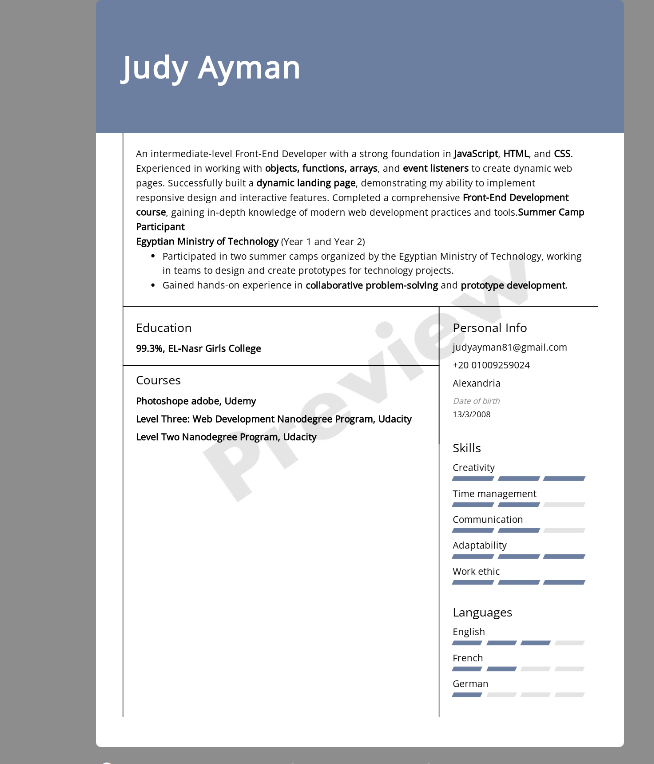 Judy Ayman
An intermediate-level Front-End Developer with a strong foundation in JavaScript, HTML, and CSS.
Experienced in working with objects, functions, arrays, and event listeners to create dynamic web
pages. Successfully built a dynamic landing page, demonstrating my ability to implement
responsive design and interactive features. Completed a comprehensive Front-End Development
course, gaining in-depth knowledge of modern web development practices and tools.Summer Camp
Participant
Egyptian Ministry of Technology (Year 1 and Year 2)
• Participated in two summer camps organized by the Egyptian Ministry of Technology, working
in teams to design and create prototypes for technology projects.
• Gained hands-on experience in collaborative problem-solving and prototype development.
Education
99.3%, EL-Nasr Girls College
Courses
Photoshope adobe, Udemy
Level Three: Web Development Nanodegree Program, Udacity
Level Two Nanodegree Program, Udacity
Personal Info
judyayman81@gmail.com
+20 01009259024
Alexandria
Date of birth
13/3/2008
Skills
Creativity
Time management
Communication
Adaptability
Work ethic
Languages
English
French
German
Preview